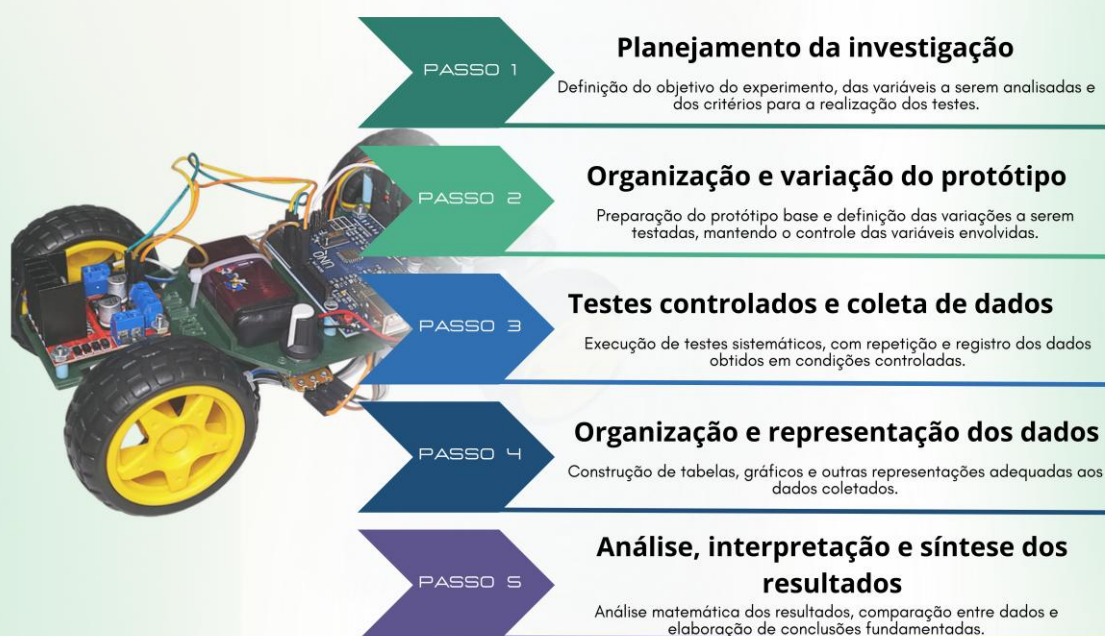 PASSO 1
Planejamento da investigação
Definição do objetivo do experimento, das variáveis a serem analisadas e
dos critérios para a realização dos testes.
PASSO 2
Organização e variação do protótipo
Preparação do protótipo base e definição das variações a serem
testadas, mantendo o controle das variáveis envolvidas.
PASSO 3
Testes controlados e coleta de dados
Execução de testes sistemáticos, com repetição e registro dos dados
obtidos em condições controladas.
PASSO 4
Organização e representação dos dados
Construção de tabelas, gráficos e outras representações adequadas aos
dados coletados.
PASSO 5
Análise, interpretação e síntese dos
resultados
Análise matemática dos resultados, comparação entre dados e
elaboração de conclusões fundamentadas.
UNO